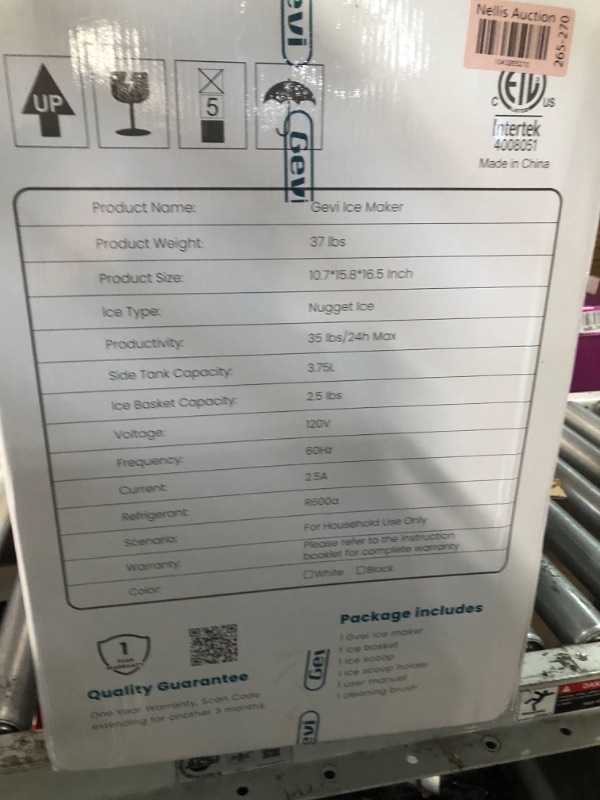 Gevi
Nellis Auction
265-270
UP
5
Gevi
C ETL US
Intertek
4008051
Made in China
Product Name: Gevi Ice Maker
Product Weight: 37 lbs
Product Size: 10.7*15.8*16.5 Inch
Ice Type: Nugget Ice
Productivity: 35 lbs/24h Max
Side Tank Capacity: 3.75L
Ice Basket Capacity: 2.5 lbs
Voltage: 120V
Frequency: 60Hz
Current: 2.5A
Refrigerant: R600a
Scenario: For Household Use Only
Warranty: Please refer to the instruction
booklet for complete warranty
Color: White Black
1
YEAR
WARRANTY
Quality Guarantee
One Year Warranty, Scan Code
extending for another 3 months
Package includes
1 Gvei ice maker
1 ice basket
1 ice scoop
1 ice scoop holder
1 user manual
1 cleaning brush